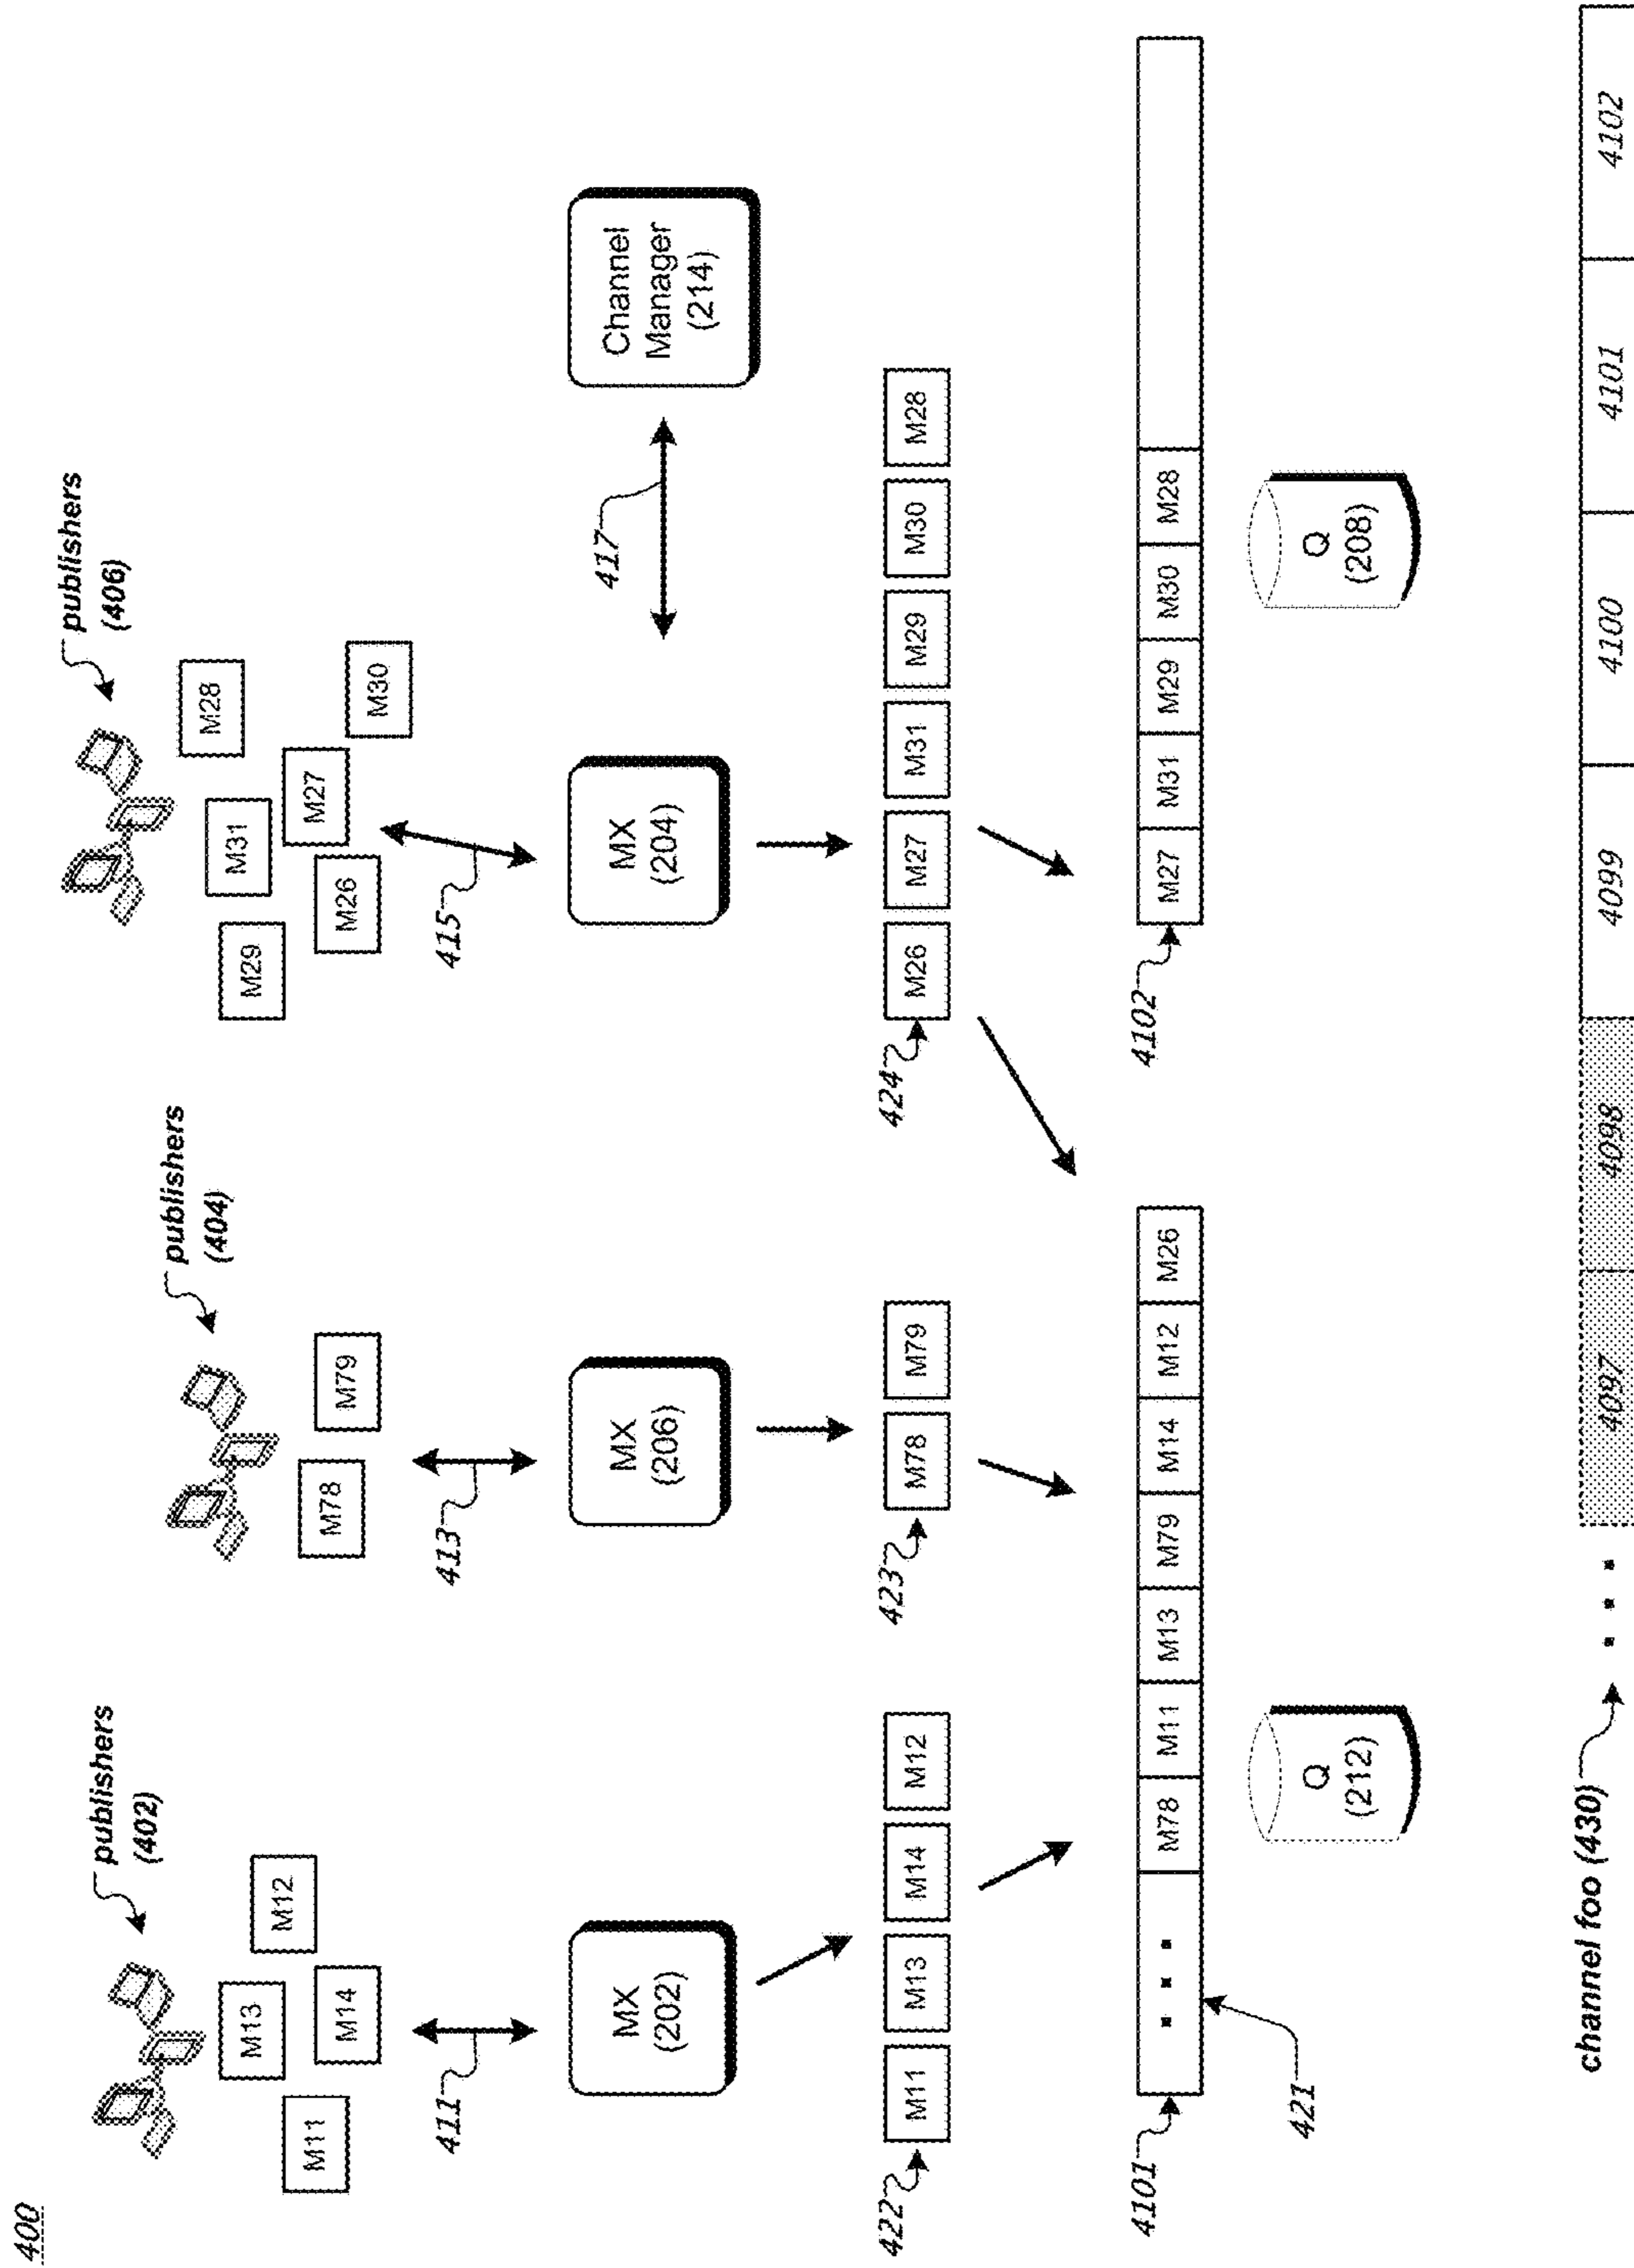 400
publishers
(402)
publishers
(404)
publishers
(406)
M11
M13
M14
M12
M78
M79
M29
M26
M31
M27
M28
M30
411
413
415
417
MX
(202)
MX
(206)
MX
(204)
Channel
Manager
(214)
422
M11
M13
M14
M12
423
M78
M79
424
M26
M27
M31
M29
M30
M28
4101
M78
M11
M13
M79
M14
M12
M26
4102
M27
M31
M29
M30
M28
421
Q
(212)
Q
(208)
channel foo (430)
4097
4098
4099
4100
4101
4102